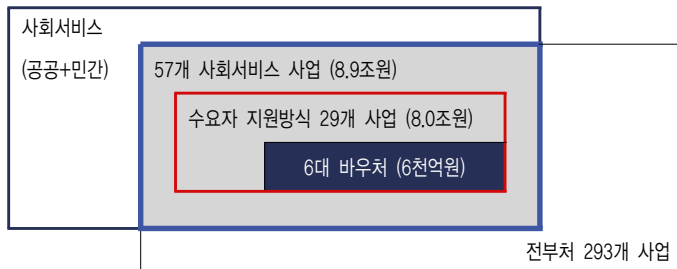 사회서비스
(공공+민간)
57개 사회서비스 사업 (8.9조원)
수요자 지원방식 29개 사업 (8.0조원)
6대 바우처 (6천억원)
전부처 293개 사업